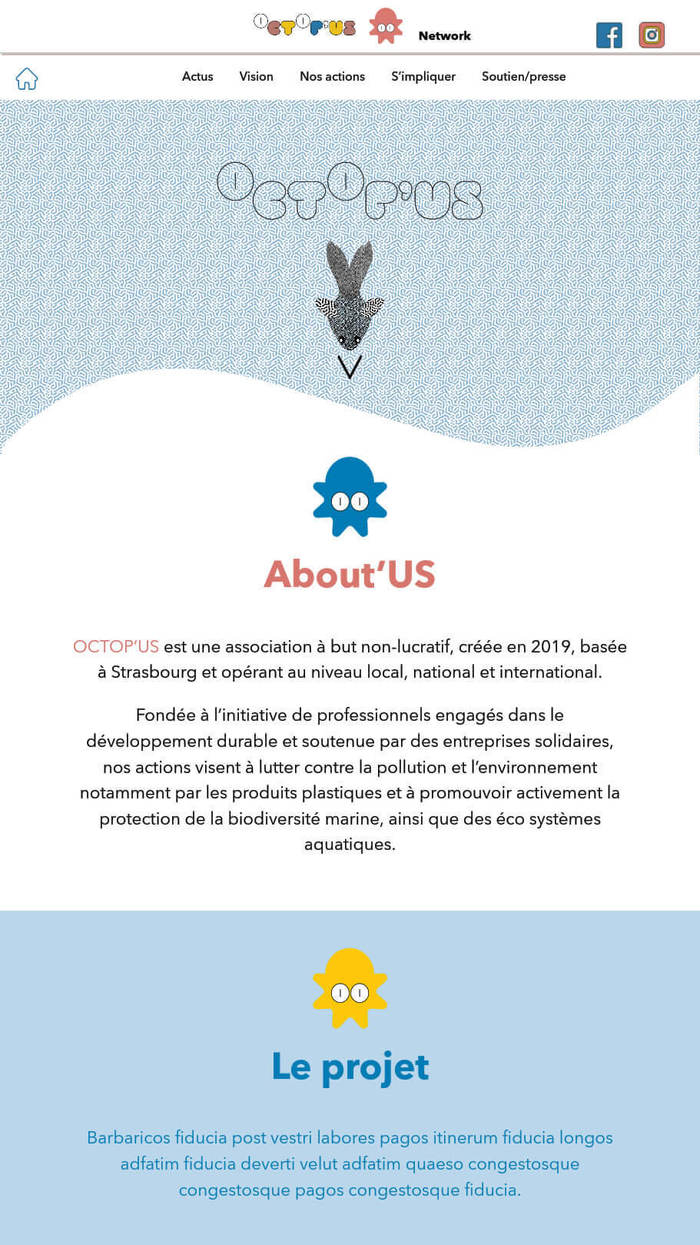 OCTOP'US
Network
Actus Vision Nos actions S'impliquer Soutien/presse
OCTOP'US
About'US
OCTOP'US est une association à but non-lucratif, créée en 2019, basée
à Strasbourg et opérant au niveau local, national et international.
Fondée à l'initiative de professionnels engagés dans le
développement durable et soutenue par des entreprises solidaires,
nos actions visent à lutter contre la pollution et l'environnement
notamment par les produits plastiques et à promouvoir activement la
protection de la biodiversité marine, ainsi que des éco systèmes
aquatiques.
Le projet
Barbaricos fiducia post vestri labores pagos itinerum fiducia longos
adfatim fiducia deverti velut adfatim quaeso congestosque
congestosque pagos congestosque fiducia.